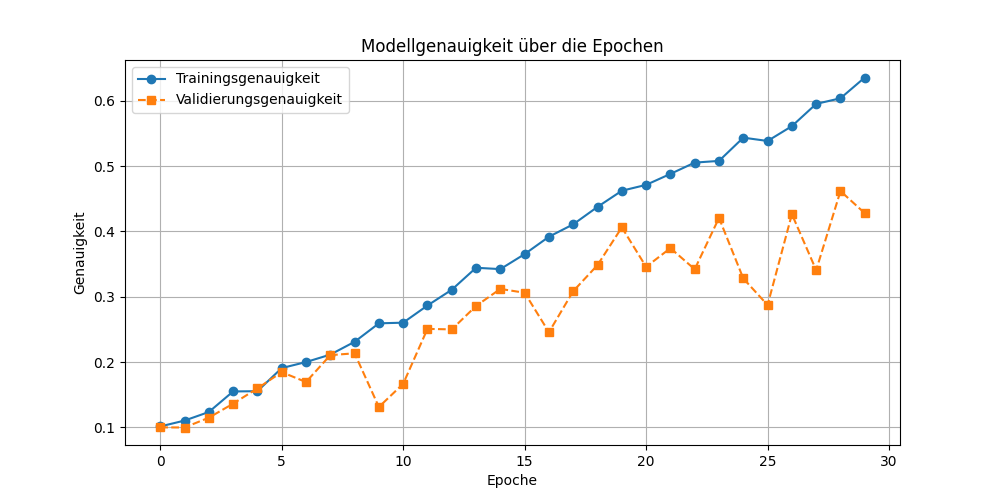 Modellgenauigkeit über die Epochen
Trainingsgenauigkeit
Validierungsgenauigkeit
Genauigkeit
0.6
0.5
0.4
0.3
0.2
0.1
0 5 10 15 20 25 30
Epoche